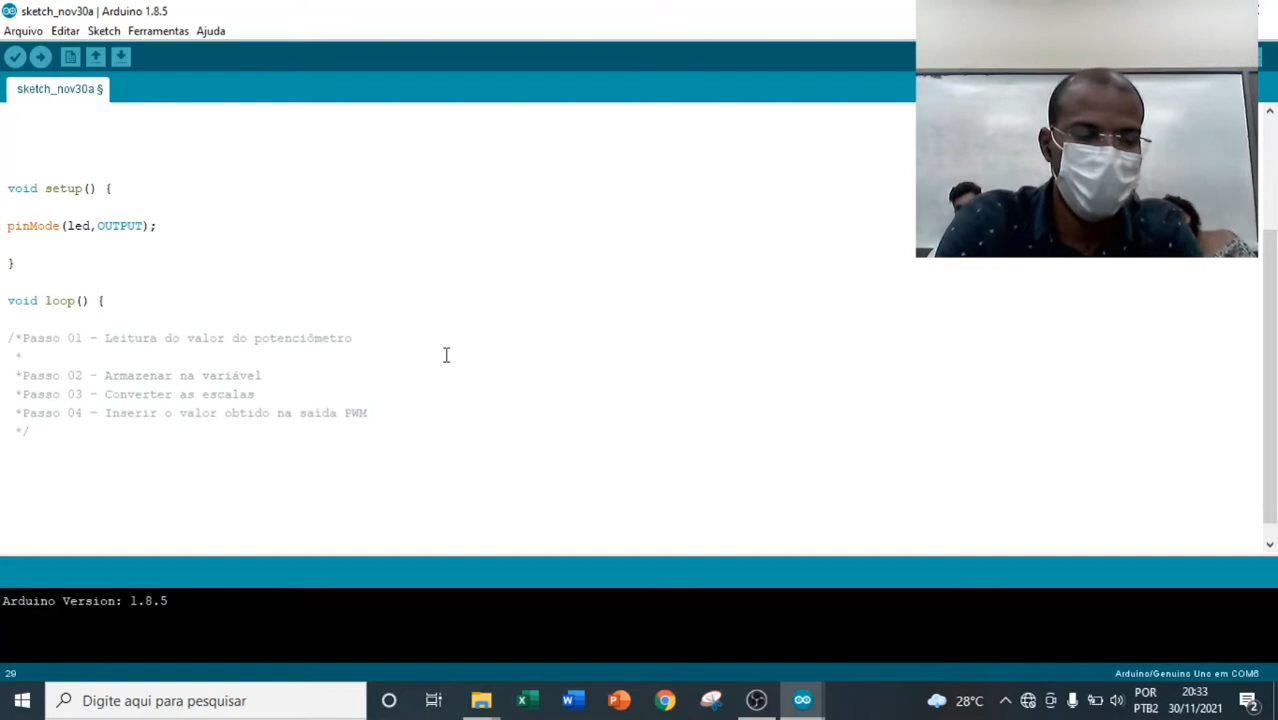 sketch_nov30a | Arduino 1.8.5
Arquivo Editar Sketch Ferramentas Ajuda
sketch_nov30a §
void setup() {
pinMode(led,OUTPUT);
}
void loop() {
/*Passo 01 - Leitura do valor do potenciômetro
*
*Passo 02 - Armazenar na variável
*Passo 03 - Converter as escalas
*Passo 04 - Inserir o valor obtido na saída PWM
*/
Arduino Version: 1.8.5
29
Arduino/Genuino Uno em COM6
Digite aqui para pesquisar
28°C
POR
PTB2
20:33
30/11/2021
2